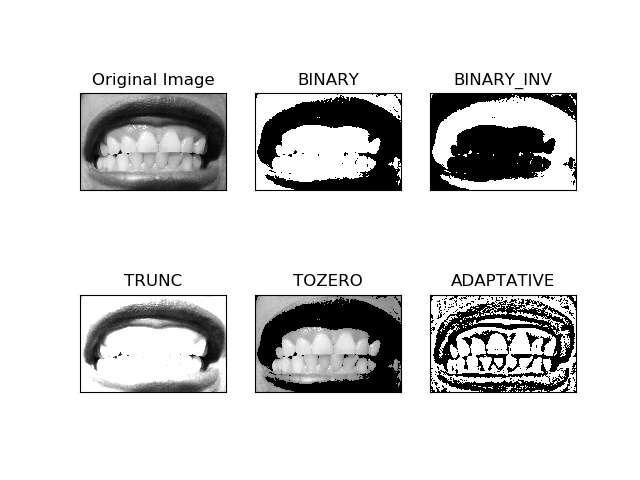 Original Image
BINARY
BINARY_INV
TRUNC
TOZERO
ADAPTATIVE